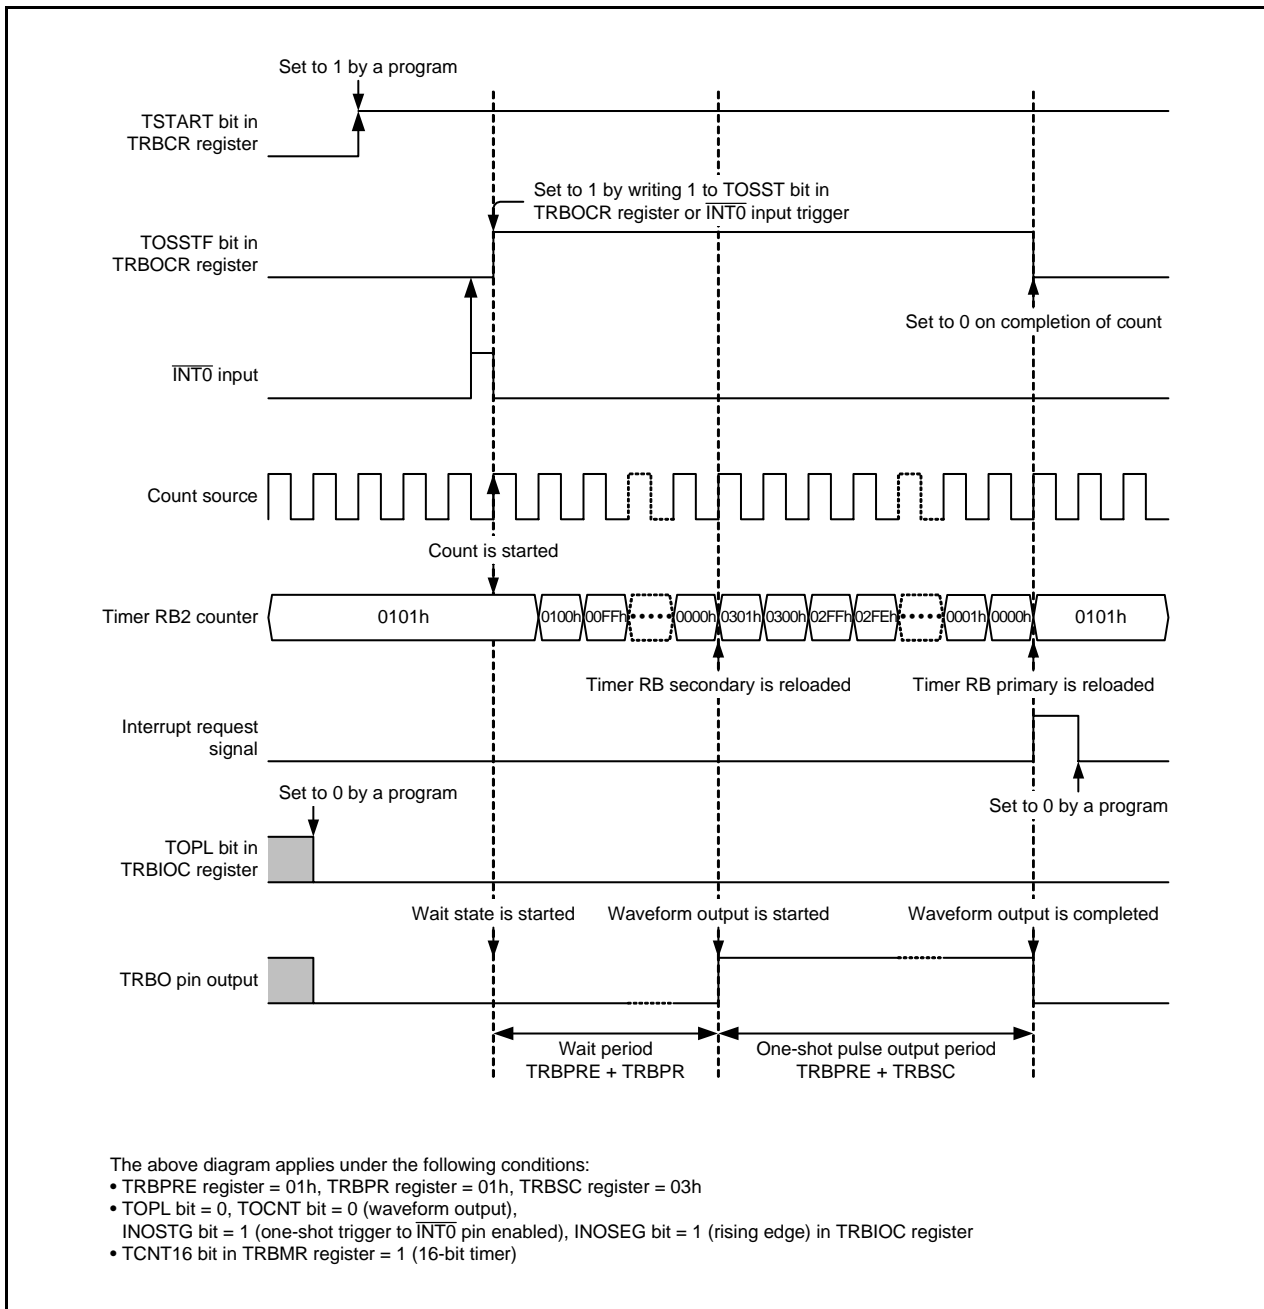 Set to 1 by a program
TSTART bit in
TRBCR register
Set to 1 by writing 1 to TOSST bit in
TRBOCR register or INT0 input trigger
TOSSTF bit in
TRBOCR register
Set to 0 on completion of count
INT0 input
Count source
Count is started
Timer RB2 counter
0101h 0100h 00FFh 0000h 0301h 0300h 02FFh 02FEh 0001h 0000h 0101h
Timer RB secondary is reloaded Timer RB primary is reloaded
Interrupt request
signal
Set to 0 by a program
Set to 0 by a program
TOPL bit in
TRBIOC register
Wait state is started Waveform output is started Waveform output is completed
TRBO pin output
Wait period One-shot pulse output period
TRBPRE + TRBPR TRBPRE + TRBSC
The above diagram applies under the following conditions:
• TRBPRE register = 01h, TRBPR register = 01h, TRBSC register = 03h
• TOPL bit = 0, TOCNT bit = 0 (waveform output),
INOSTG bit = 1 (one-shot trigger to INT0 pin enabled), INOSEG bit = 1 (rising edge) in TRBIOC register
• TCNT16 bit in TRBMR register = 1 (16-bit timer)